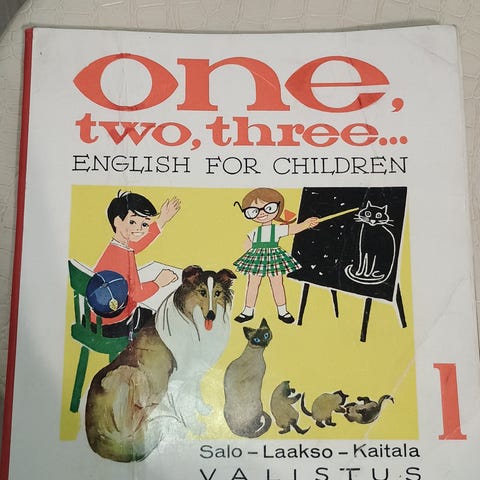 one,
two, three...
ENGLISH FOR CHILDREN
1
Salo – Laakso – Kaitala
VALISTUS